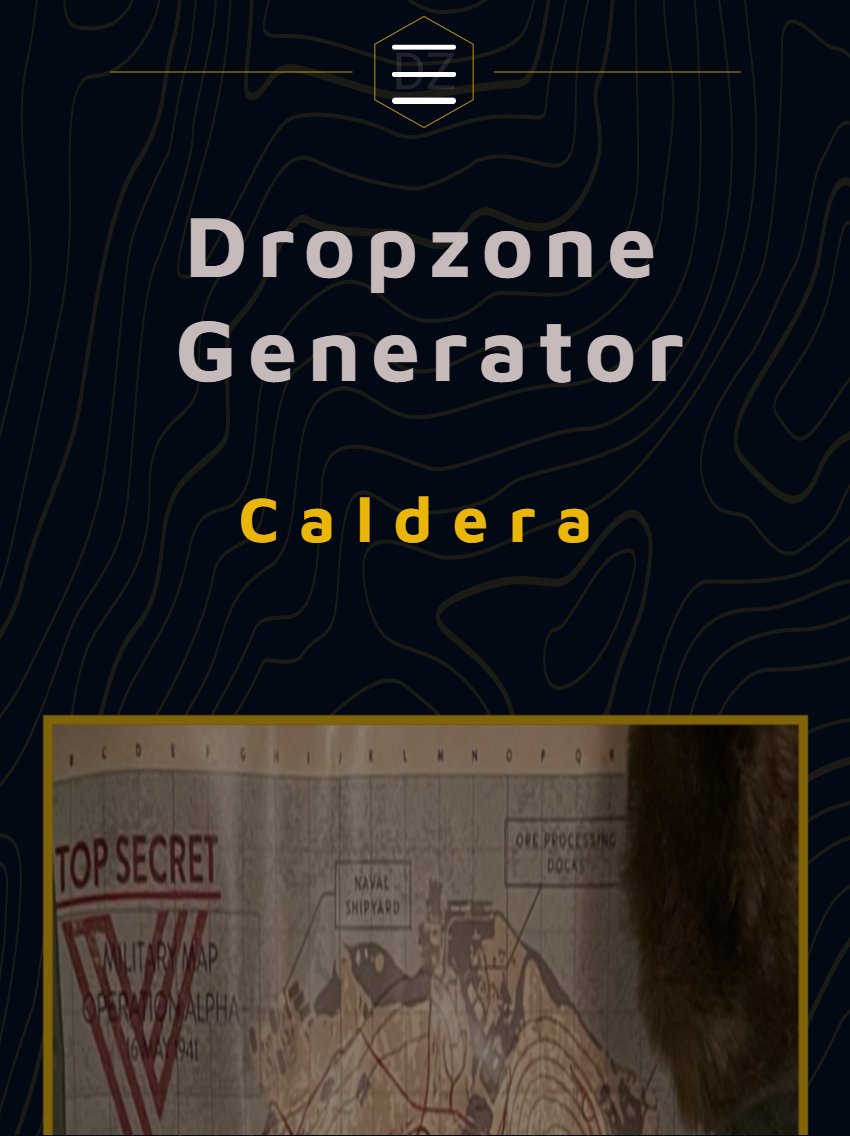 DZ
Dropzone
Generator
Caldera
C D E F G H I J K L M N O P Q R
ORE PROCESSING
DOCKS
TOP SECRET
NAVAL
SHIPYARD
MILITARY MAP
OPERATION ALPHA
16 MAY 1941